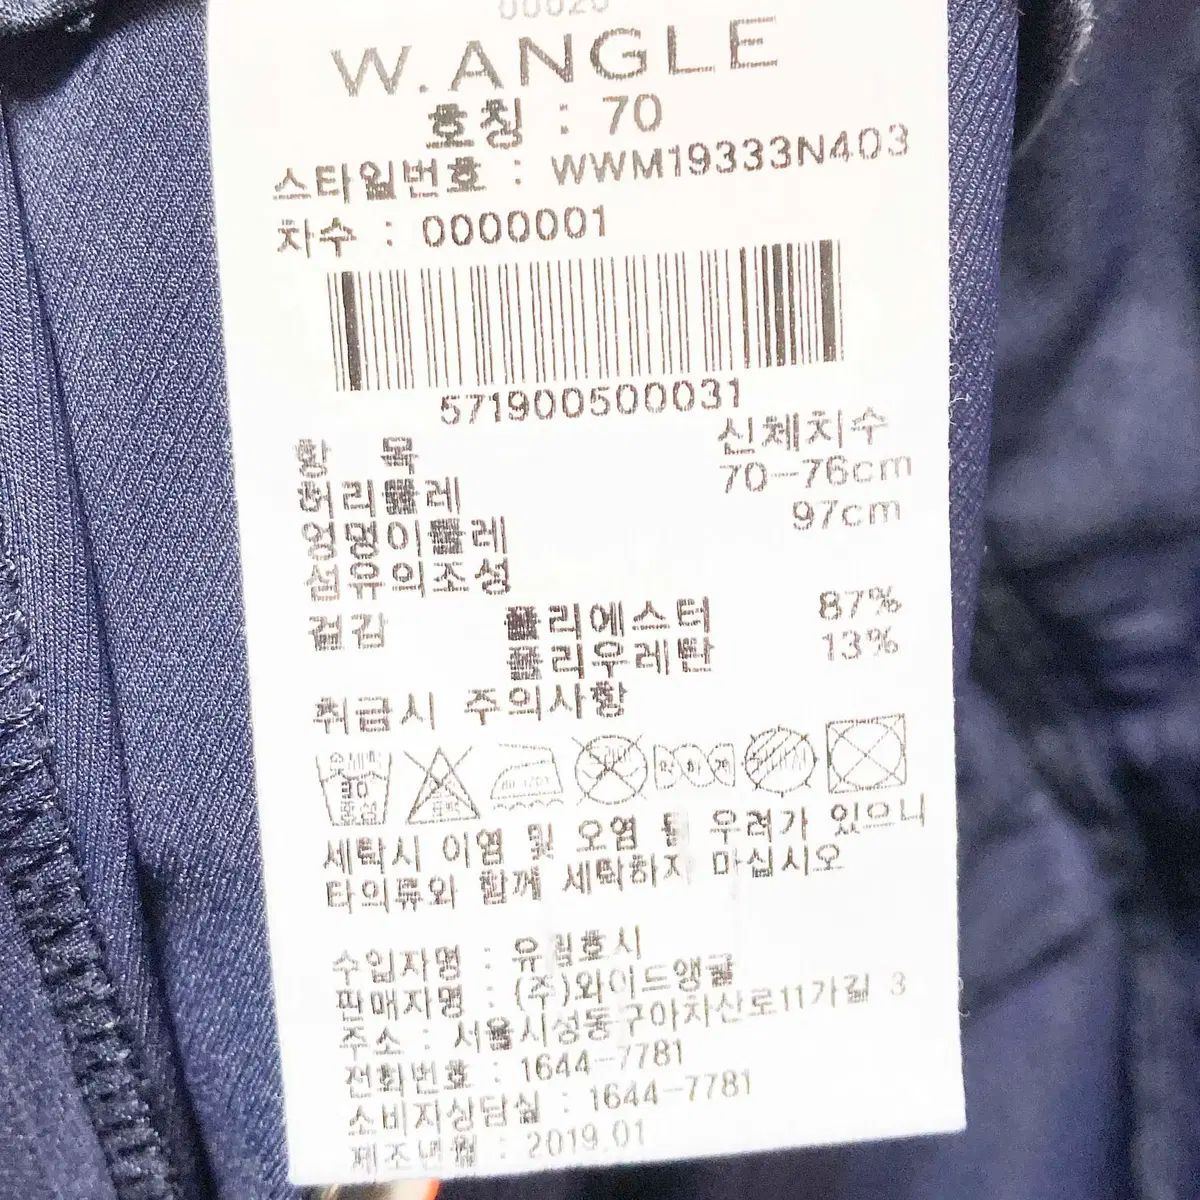 W.ANGLE
호칭 : 70
스타일번호 : WWM19333N403
차수 : 0000001
571900500031
항 목 신체치수
허리둘레 70-76cm
엉덩이둘레 97cm
섬유의조성
겉감 폴리에스터 87%
폴리우레탄 13%
취급시 주의사항
세탁시 이염 및 오염 될 우려가 있으니
타의류와 함께 세탁하지 마십시오
수입자명 : 유림호시
판매자명 : (주)와이드앵글
주소 : 서울시성동구아차산로11가길 3
전화번호 : 1644-7781
소비자상담실 : 1644-7781
제조년월 : 2019.01